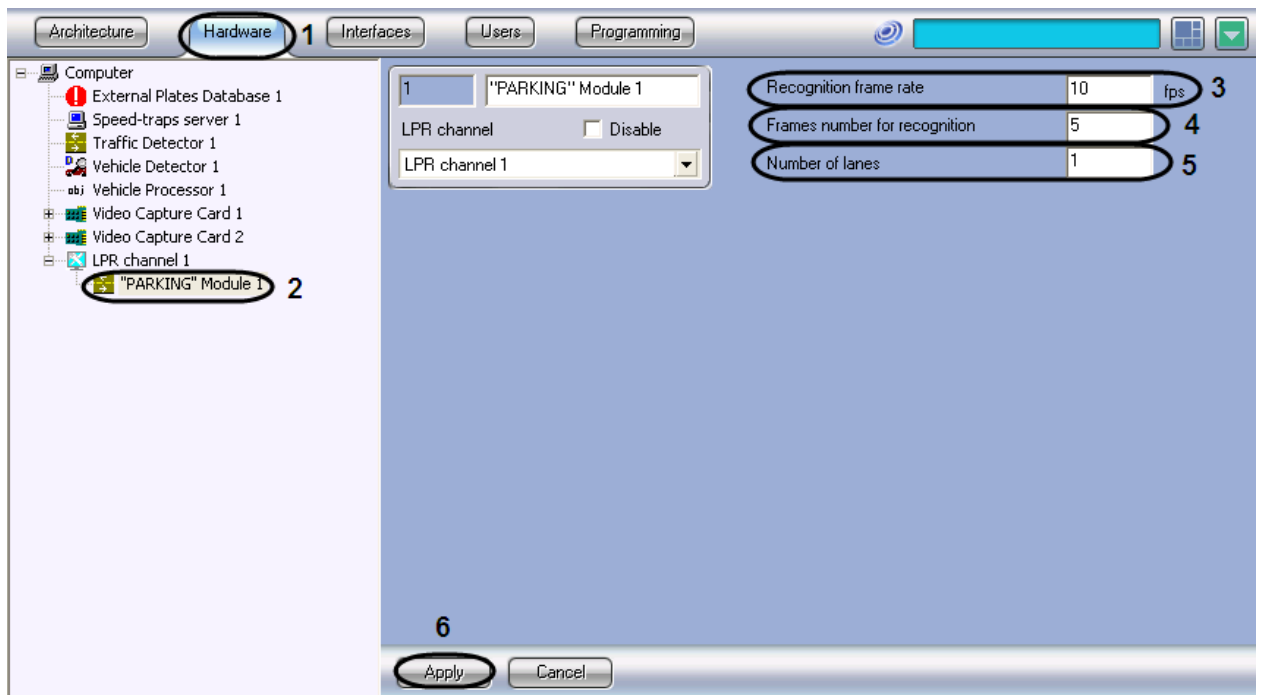 Architecture Hardware 1 Interfaces Users Programming
Computer
External Plates Database 1
Speed-traps server 1
Traffic Detector 1
Vehicle Detector 1
obj Vehicle Processor 1
Video Capture Card 1
Video Capture Card 2
LPR channel 1
"PARKING" Module 1 2
1 "PARKING" Module 1
LPR channel Disable
LPR channel 1
Recognition frame rate 10 fps 3
Frames number for recognition 5 4
Number of lanes 1 5
6
Apply Cancel